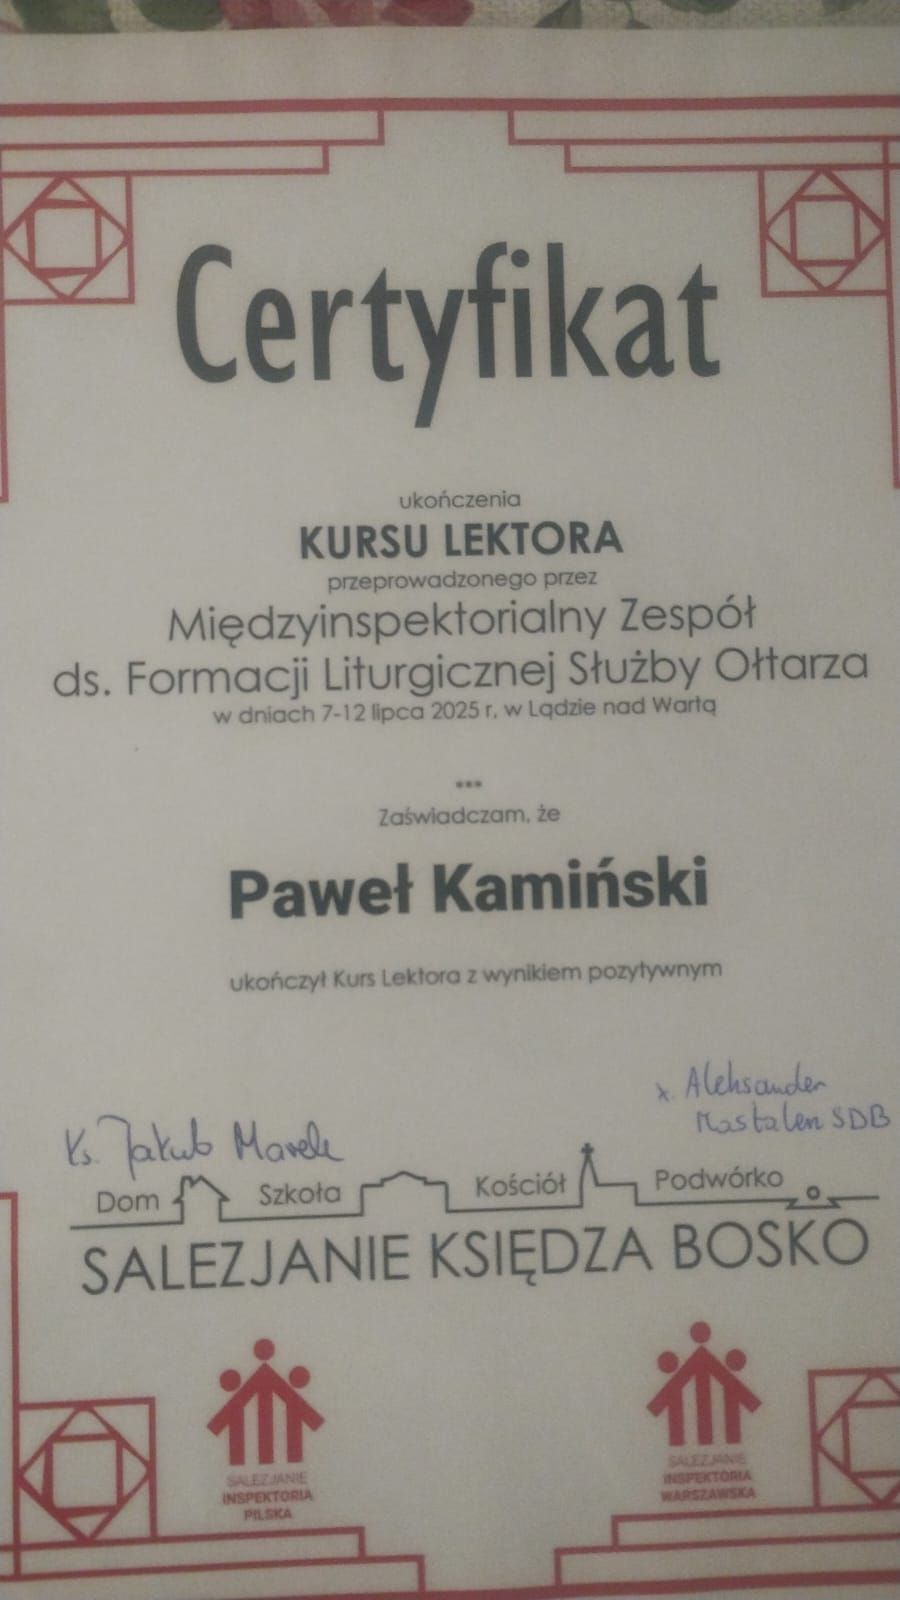 Certyfikat
ukończenia
KURSU LEKTORA
przeprowadzonego przez
Międzyinspektorialny Zespół
ds. Formacji Liturgicznej Służby Ołtarza
w dniach 7-12 lipca 2025 r. w Lądzie nad Wartą
***
Zaświadczam, że
Paweł Kamiński
ukończył Kurs Lektora z wynikiem pozytywnym
Ks. Jakub
x. Aleksander
SDB
Dom Szkoła Kościół Podwórko
SALEZJANIE KSIĘDZA BOSKO
SALEZJANIE
INSPEKTORIA
PILSKA
SALEZJANIE
INSPEKTORIA
WARSZAWSKA